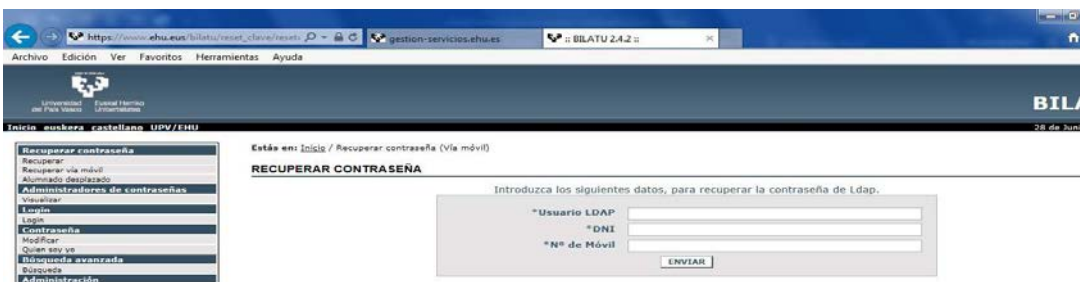 https://www.ehu.eus/bilatu/reset_clave/reset
gestion-servicios.ehu.es
:: BILATU 2.4.2 ::
Archivo Edición Ver Favoritos Herramientas Ayuda
Universidad del País Vasco
Euskal Herriko Unibertsitatea
BILA
Inicio euskera castellano UPV/EHU
28 de Juni
Recuperar contraseña
Recuperar
Recuperar vía móvil
Alumnado desplazado
Administradores de contraseñas
Visualizar
Login
Login
Contraseña
Modificar
Quien soy yo
Búsqueda avanzada
Búsqueda
Administración
Estás en: Inicio / Recuperar contraseña (Vía móvil)
RECUPERAR CONTRASEÑA
Introduzca los siguientes datos, para recuperar la contraseña de Ldap.
*Usuario LDAP
*DNI
*Nº de Móvil
ENVIAR